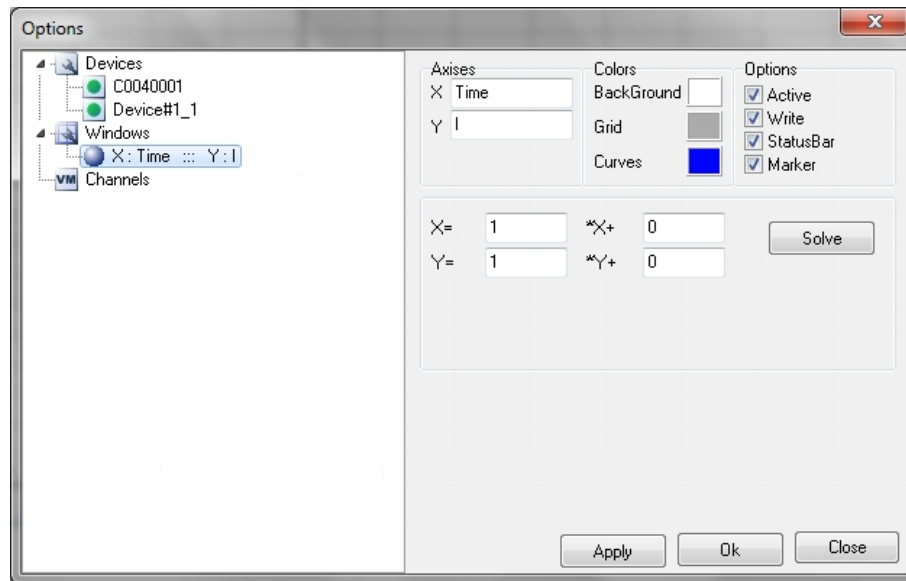 Options
Devices
C0040001
Device#1_1
Windows
X : Time ::: Y : I
VM Channels
Axises
X Time
Y I
Colors
BackGround
Grid
Curves
Options
Active
Write
StatusBar
Marker
X= 1 *X+ 0
Y= 1 *Y+ 0
Solve
Apply Ok Close